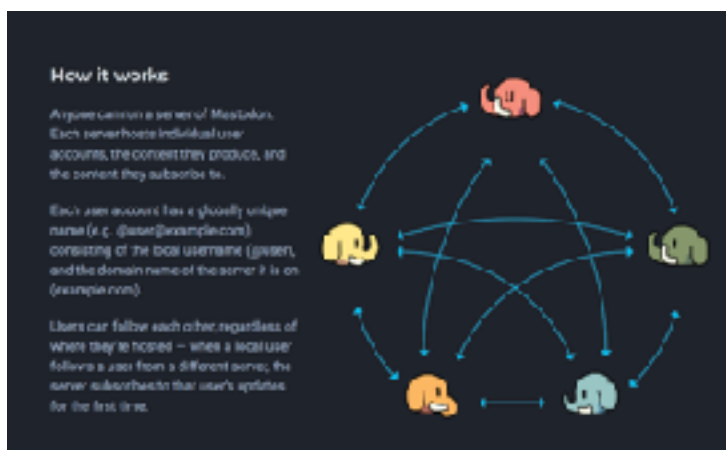 How it works
Anyone can run a server of Mastodon.
Each server hosts individual user
accounts, the content they produce, and
the content they subscribe to.
Each user account has a globally unique
name (e.g. @user@example.com)
consisting of the local username (@user),
and the domain name of the server it is on
(example.com)
Users can follow each other, regardless of
where they're hosted — when a local user
follows a user from a different server, the
server subscribes to that user's updates
for the first time.